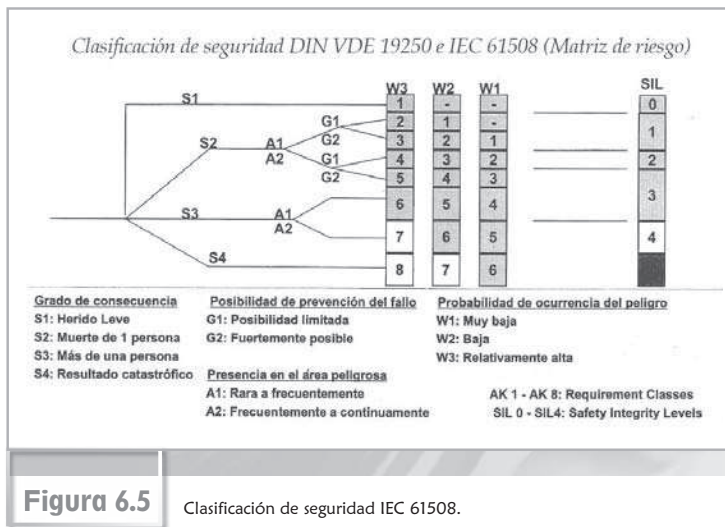 Clasificación de seguridad DIN VDE 19250 e IEC 61508 (Matriz de riesgo)
W3 W2 W1 SIL
S1 1 - - 0
G1 2 1 - 1
S2 A1 G2 3 2 1
A2 G1 4 3 2 2
G2 5 4 3
S3 A1 6 5 4 3
A2 7 6 5 4
S4 8 7 6
Grado de consecuencia
S1: Herido Leve
S2: Muerte de 1 persona
S3: Más de una persona
S4: Resultado catastrófico
Posibilidad de prevención del fallo
G1: Posibilidad limitada
G2: Fuertemente posible
Presencia en el área peligrosa
A1: Rara a frecuentemente
A2: Frecuentemente a continuamente
Probabilidad de ocurrencia del peligro
W1: Muy baja
W2: Baja
W3: Relativamente alta
AK 1 - AK 8: Requirement Classes
SIL 0 - SIL4: Safety Integrity Levels
Figura 6.5
Clasificación de seguridad IEC 61508.